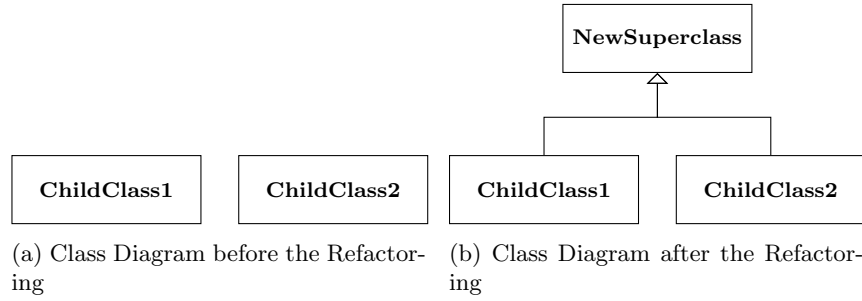 NewSuperclass
ChildClass1
ChildClass2
ChildClass1
ChildClass2
(a) Class Diagram before the Refactor-
ing
(b) Class Diagram after the Refactor-
ing